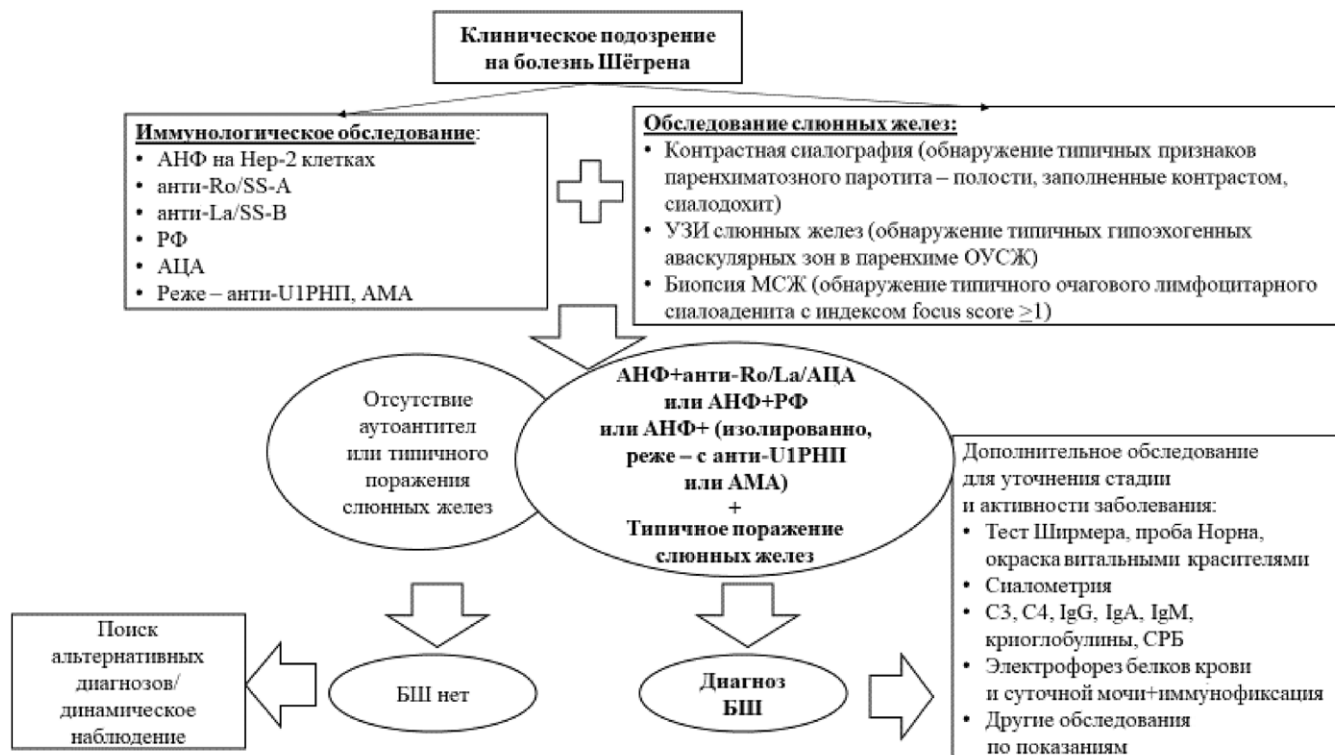 Клиническое подозрение
на болезнь Шёгрена
Иммунологическое обследование:
• АНФ на Hep-2 клетках
• анти-Ro/SS-A
• анти-La/SS-B
• РФ
• АЦА
• Реже – анти-U1РНП, АМА
Обследование слюнных желез:
• Контрастная сиалография (обнаружение типичных признаков
паренхиматозного паротита – полости, заполненные контрастом,
сиалодохит)
• УЗИ слюнных желез (обнаружение типичных гипоэхогенных
аваскулярных зон в паренхиме ОУСЖ)
• Биопсия МСЖ (обнаружение типичного очагового лимфоцитарного
сиалоаденита с индексом focus score ≥1)
Отсутствие
аутоантител
или типичного
поражения
слюнных желез
АНФ+анти-Ro/La/АЦА
или АНФ+РФ
или АНФ+ (изолированно,
реже – с анти-U1РНП
или АМА)
+
Типичное поражение
слюнных желез
Дополнительное обследование
для уточнения стадии
и активности заболевания:
• Тест Ширмера, проба Норна,
окраска витальными красителями
• Сиалометрия
• С3, С4, IgG, IgA, IgM,
криоглобулины, СРБ
• Электрофорез белков крови
и суточной мочи+иммунофиксация
• Другие обследования
по показаниям
Поиск
альтернативных
диагнозов/
динамическое
наблюдение
БШ нет
Диагноз
БШ